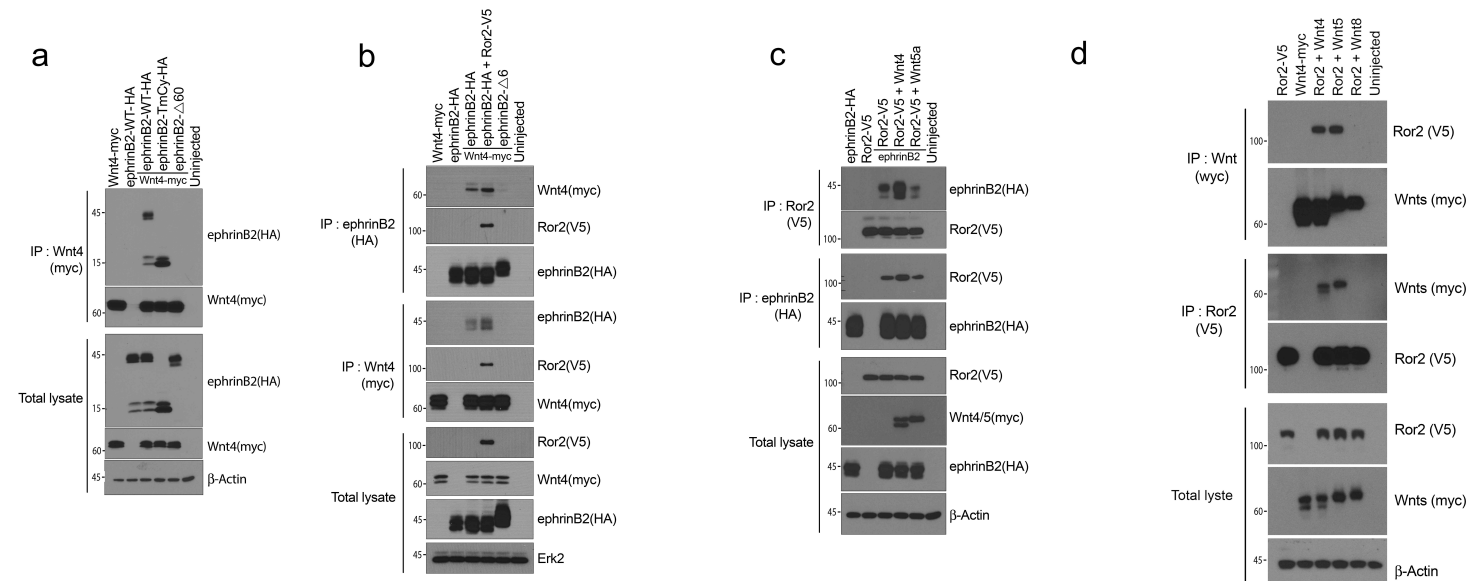 a
Wnt4-myc
ephrinB2-WT-HA
ephrinB2-WT-HA
ephrinB2-TmCy-HA
ephrinB2-△60
Uninjected
Wnt4-myc
IP : Wnt4
(myc)
45-
15-
ephrinB2(HA)
60-
Wnt4(myc)
Total lysate
45-
15-
ephrinB2(HA)
60-
Wnt4(myc)
45-
β-Actin
b
Wnt4-myc
ephrinB2-HA
ephrinB2-HA
ephrinB2-HA + Ror2-V5
ephrinB2-△6
Uninjected
Wnt4-myc
IP : ephrinB2
(HA)
60-
Wnt4(myc)
100-
Ror2(V5)
45-
ephrinB2(HA)
IP : Wnt4
(myc)
45-
ephrinB2(HA)
100-
Ror2(V5)
60-
Wnt4(myc)
Total lysate
100-
Ror2(V5)
60-
Wnt4(myc)
45-
ephrinB2(HA)
45-
Erk2
c
ephrinB2-HA
Ror2-V5
Ror2-V5
Ror2-V5 + Wnt4
Ror2-V5 + Wnt5a
Uninjected
ephrinB2
IP : Ror2
(V5)
45-
ephrinB2(HA)
100-
Ror2(V5)
IP : ephrinB2
(HA)
100-
Ror2(V5)
45-
ephrinB2(HA)
Total lysate
100-
Ror2(V5)
60-
Wnt4/5(myc)
45-
ephrinB2(HA)
45-
β-Actin
d
Ror2-V5
Wnt4-myc
Ror2 + Wnt4
Ror2 + Wnt5
Ror2 + Wnt8
Uninjected
IP : Wnt
(wyc)
100-
Ror2 (V5)
60-
Wnts (myc)
IP : Ror2
(V5)
60-
Wnts (myc)
100-
Ror2 (V5)
Total lyste
100-
Ror2 (V5)
60-
Wnts (myc)
45-
β-Actin